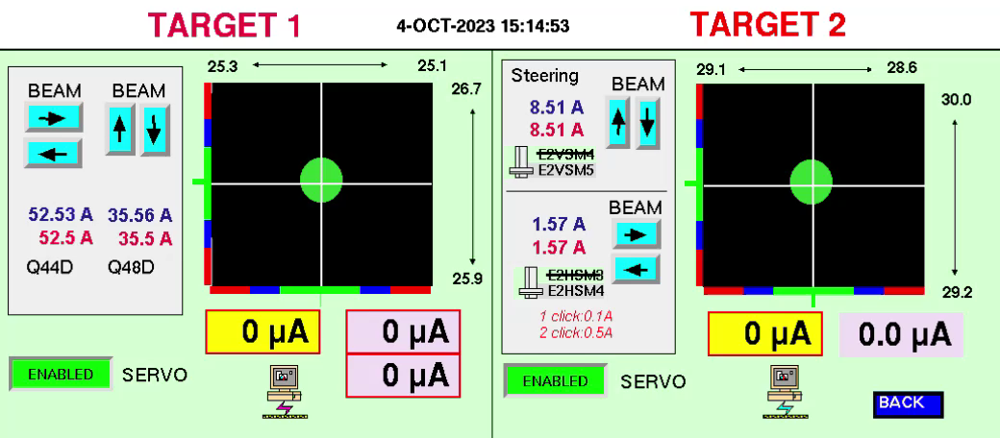 TARGET 1
4-OCT-2023 15:14:53
TARGET 2
BEAM
BEAM
52.53 A 35.56 A
52.5 A 35.5 A
Q44D Q48D
25.3 25.1
26.7
25.9
0 µA
0 µA
0 µA
ENABLED SERVO
Steering
8.51 A
8.51 A
BEAM
E2VSM4
E2VSM5
1.57 A
1.57 A
BEAM
E2HSM3
E2HSM4
1 click:0.1A
2 click:0.5A
29.1 28.6
30.0
29.2
0 µA
0.0 µA
ENABLED SERVO
BACK